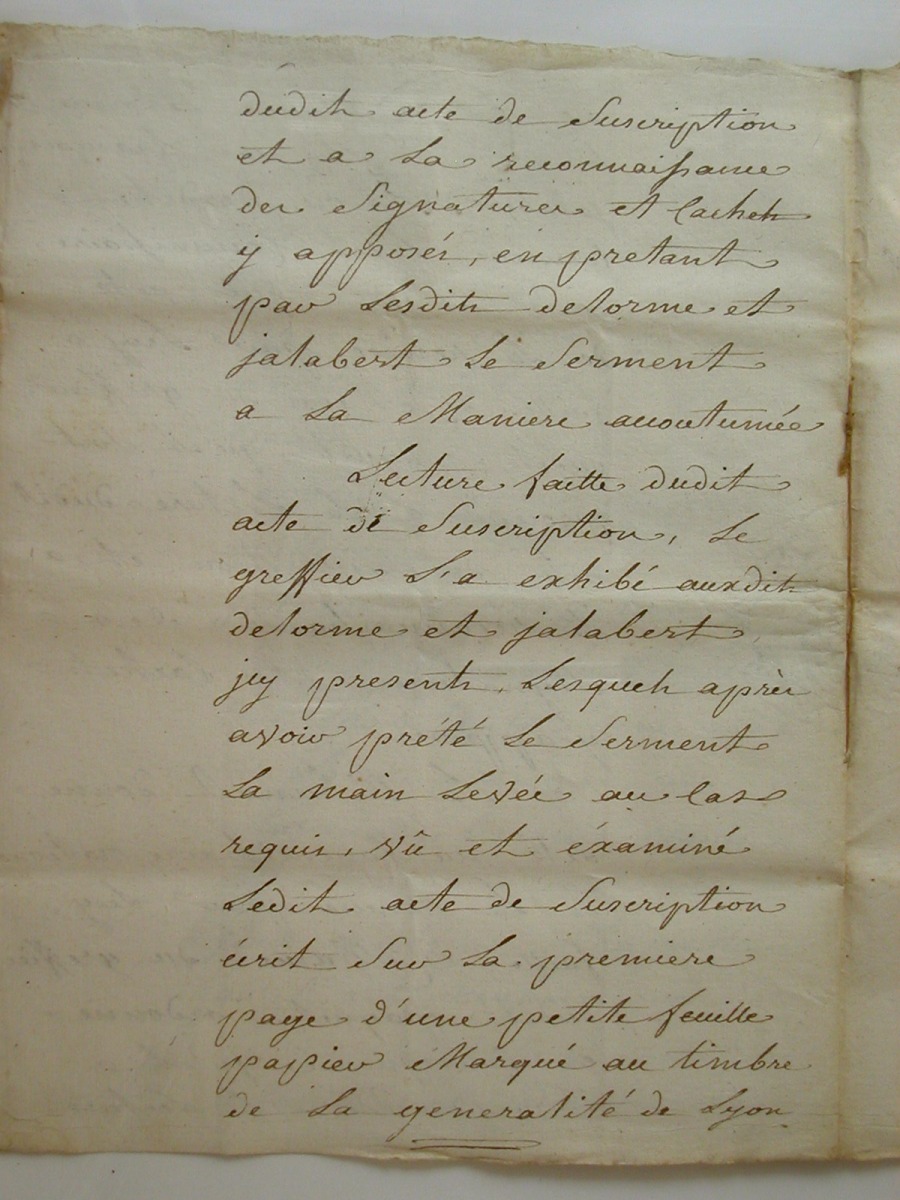 dudit acte de Suscription
et a La reconnaissance
des Signatures et Cachets
y apposés, en pretant
par Lesdits delorme et
jalabert Le Serment
a La Maniere accoutumée
Lecture faitte dudit
acte de Suscription, Le
greffier L'a exhibé auxdits
delorme et jalabert
icy presents, Lesquels après
avoir prété Le Serment
La main Levée au Cas
requis, vû et éxaminé
Ledit acte de Suscription
écrit Sur La premiere
page d'une petite feuille
papier Marqué au timbre
de La generalité de Lyon